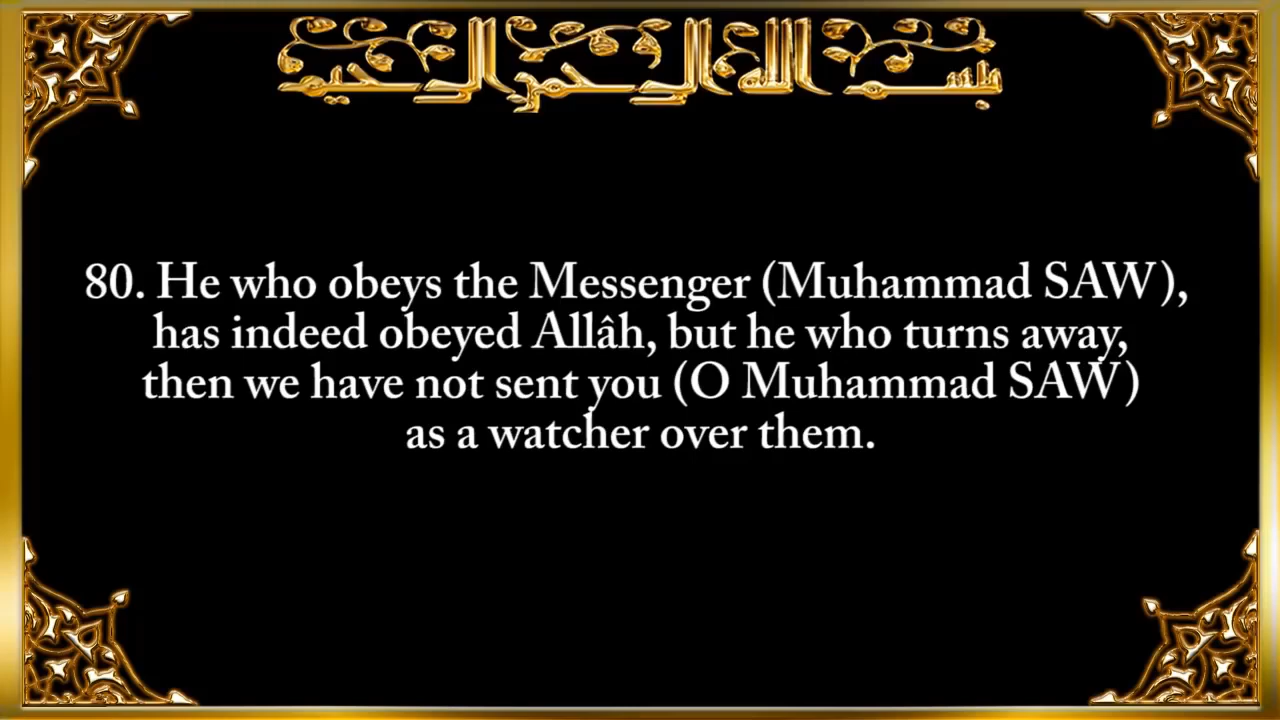 بسم الله الرحمن الرحيم
80. He who obeys the Messenger (Muhammad SAW),
has indeed obeyed Allâh, but he who turns away,
then we have not sent you (O Muhammad SAW)
as a watcher over them.